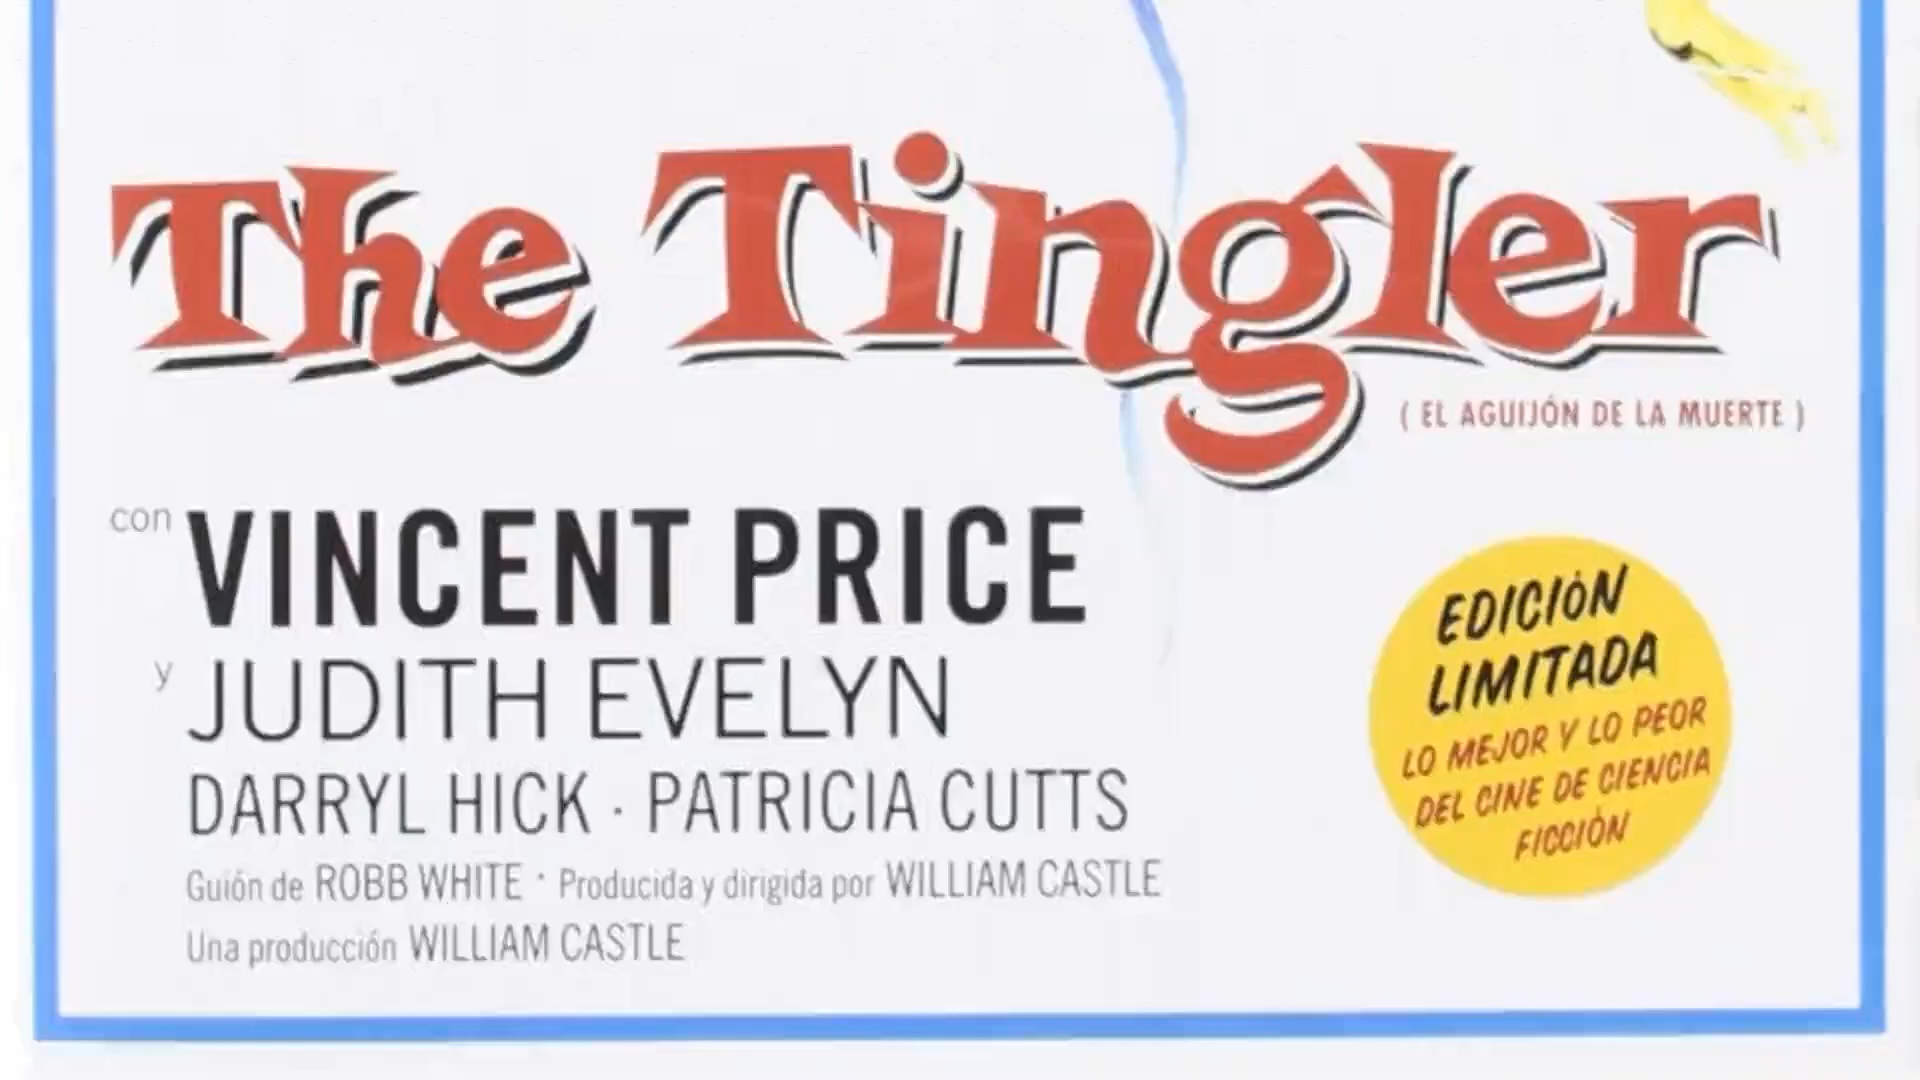 The Tingler
( EL AGUIJÓN DE LA MUERTE )
con VINCENT PRICE
y JUDITH EVELYN
DARRYL HICK · PATRICIA CUTTS
Guión de ROBB WHITE · Producida y dirigida por WILLIAM CASTLE
Una producción WILLIAM CASTLE
EDICIÓN
LIMITADA
LO MEJOR Y LO PEOR
DEL CINE DE CIENCIA
FICCIÓN